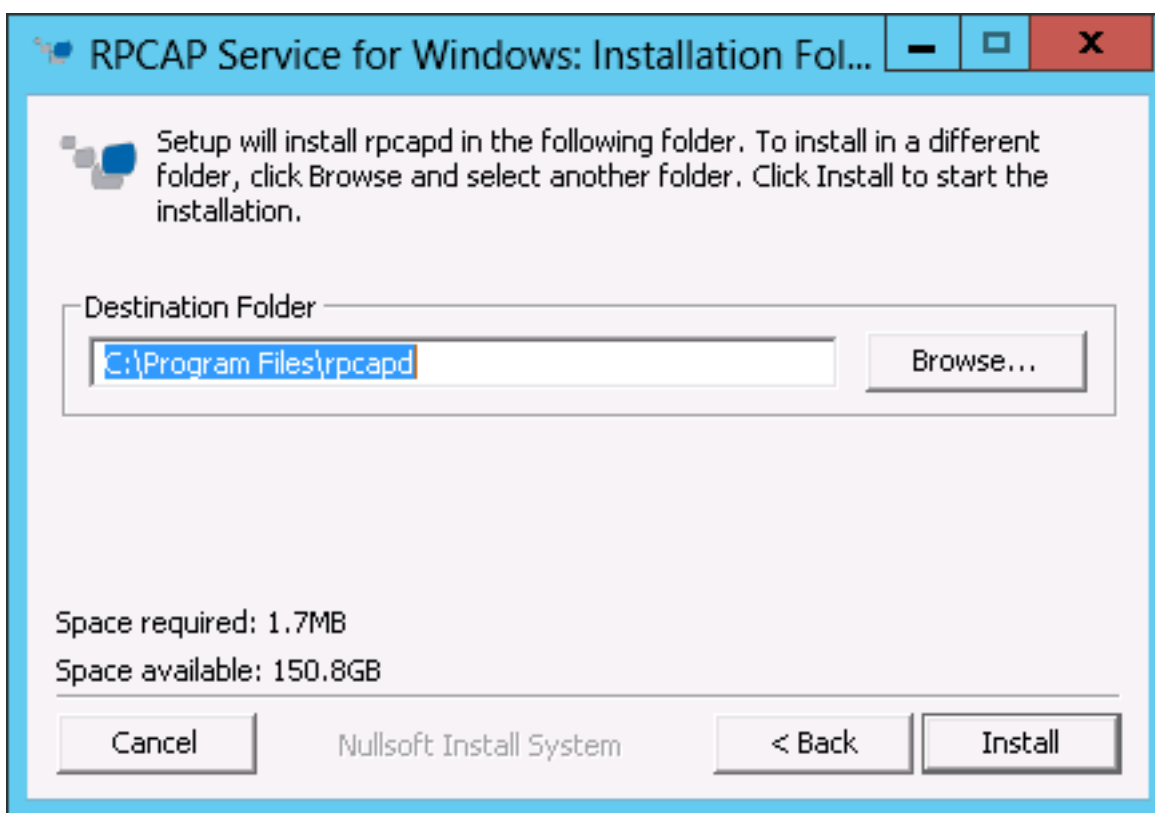 RPCAP Service for Windows: Installation Fol...
Setup will install rpcapd in the following folder. To install in a different
folder, click Browse and select another folder. Click Install to start the
installation.
Destination Folder
C:\Program Files\rpcapd
Browse...
Space required: 1.7MB
Space available: 150.8GB
Cancel
Nullsoft Install System
< Back
Install